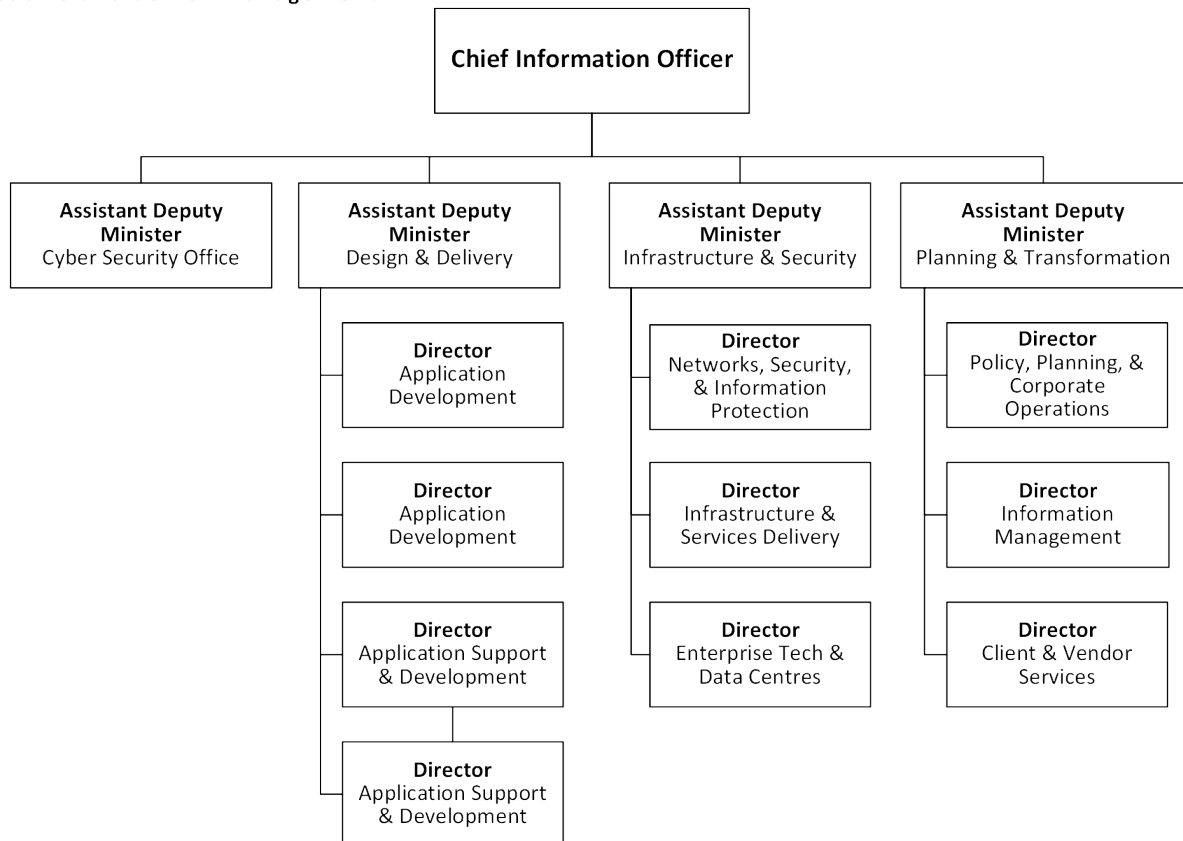 Chief Information Officer
Assistant Deputy
Minister
Cyber Security Office
Assistant Deputy
Minister
Design & Delivery
Assistant Deputy
Minister
Infrastructure & Security
Assistant Deputy
Minister
Planning & Transformation
Director
Application
Development
Director
Networks, Security,
& Information
Protection
Director
Policy, Planning, &
Corporate
Operations
Director
Application
Development
Director
Infrastructure &
Services Delivery
Director
Information
Management
Director
Application Support
& Development
Director
Enterprise Tech &
Data Centres
Director
Client & Vendor
Services
Director
Application Support
& Development